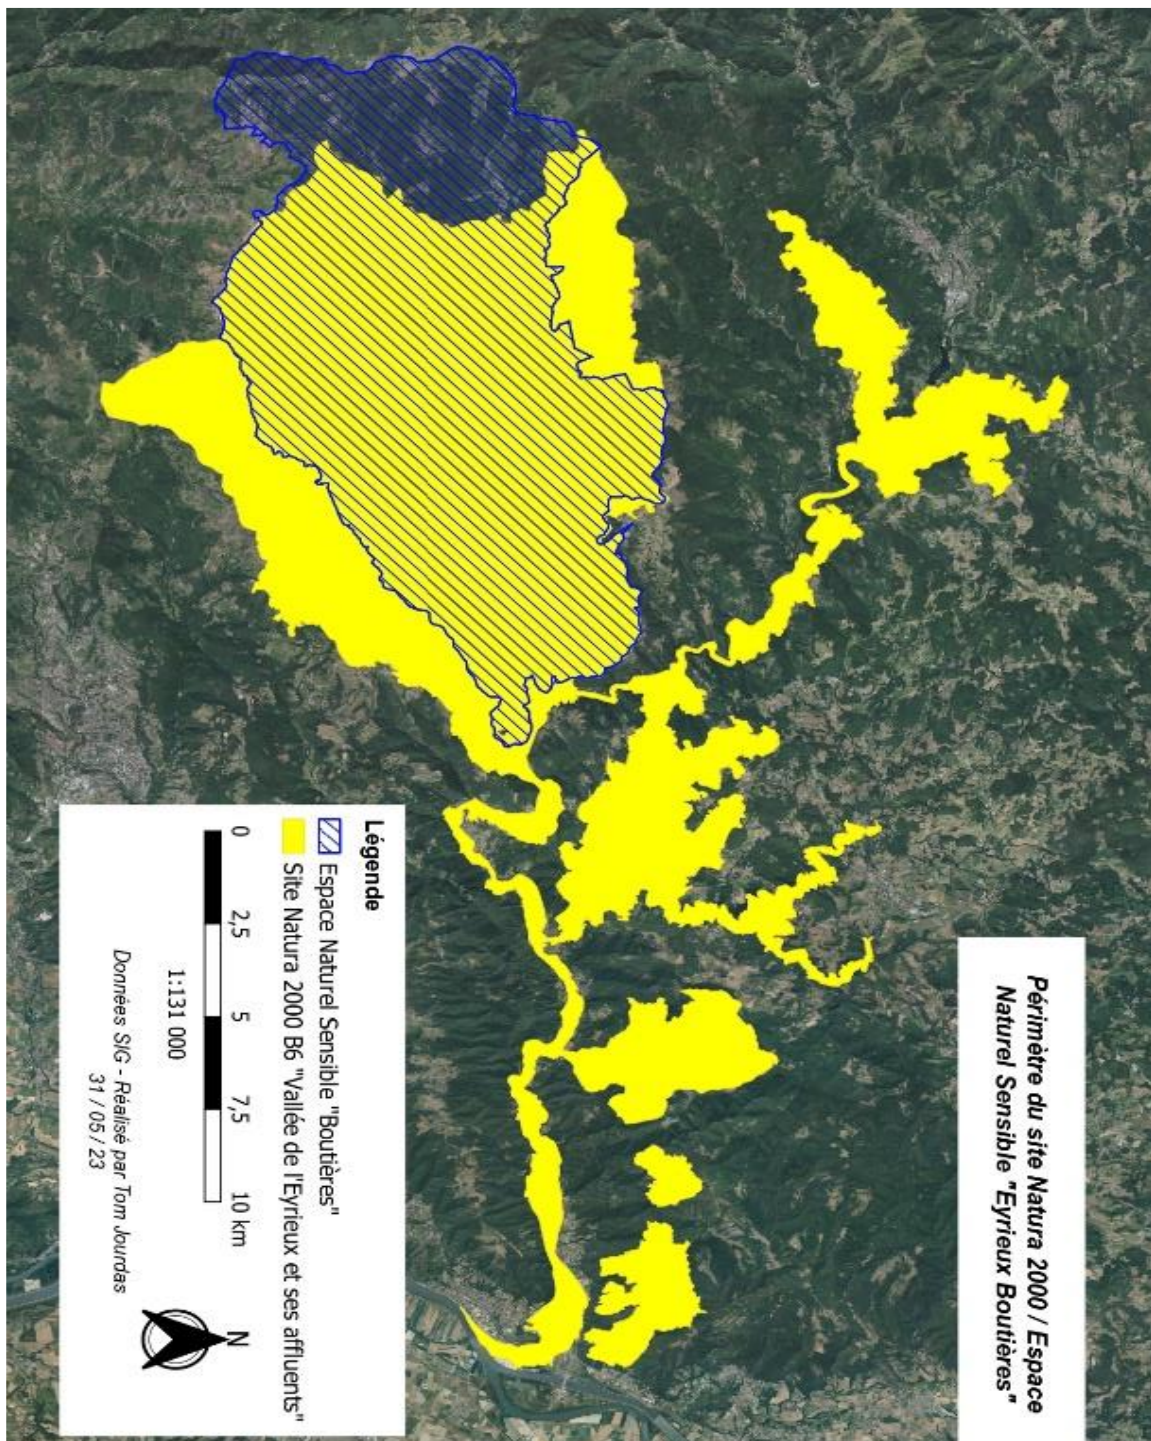 Périmètre du site Natura 2000 / Espace
Naturel Sensible "Eyrieux Boutières"
Légende
Espace Naturel Sensible "Boutières"
Site Natura 2000 B6 "Vallée de l'Eyrieux et ses affluents"
0 2,5 5 7,5 10 km
1:131 000
N
Données SIG - Réalisé par Tom Jourdas
31 / 05 / 23